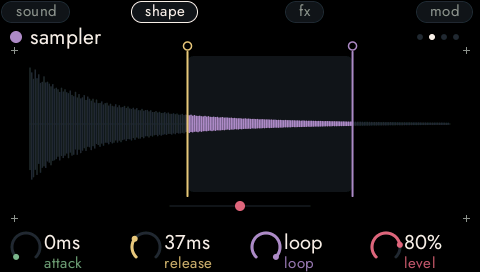 sound shape fx mod
sampler
0ms 37ms loop 80%
attack release loop level